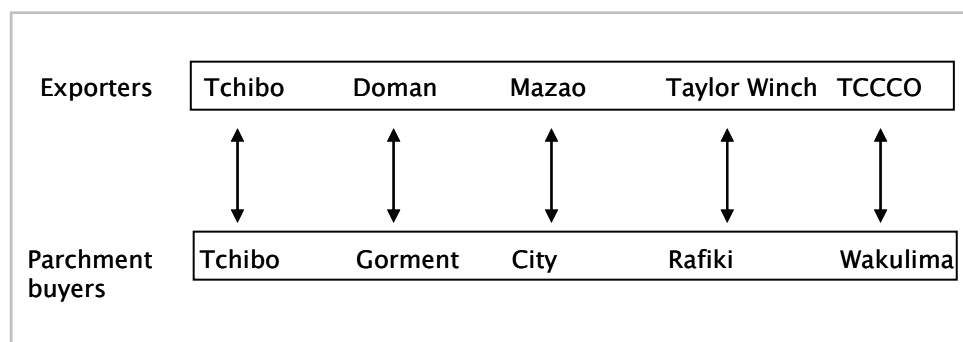 Exporters Tchibo Doman Mazao Taylor Winch TCCCO
Parchment buyers Tchibo Gorment City Rafiki Wakulima